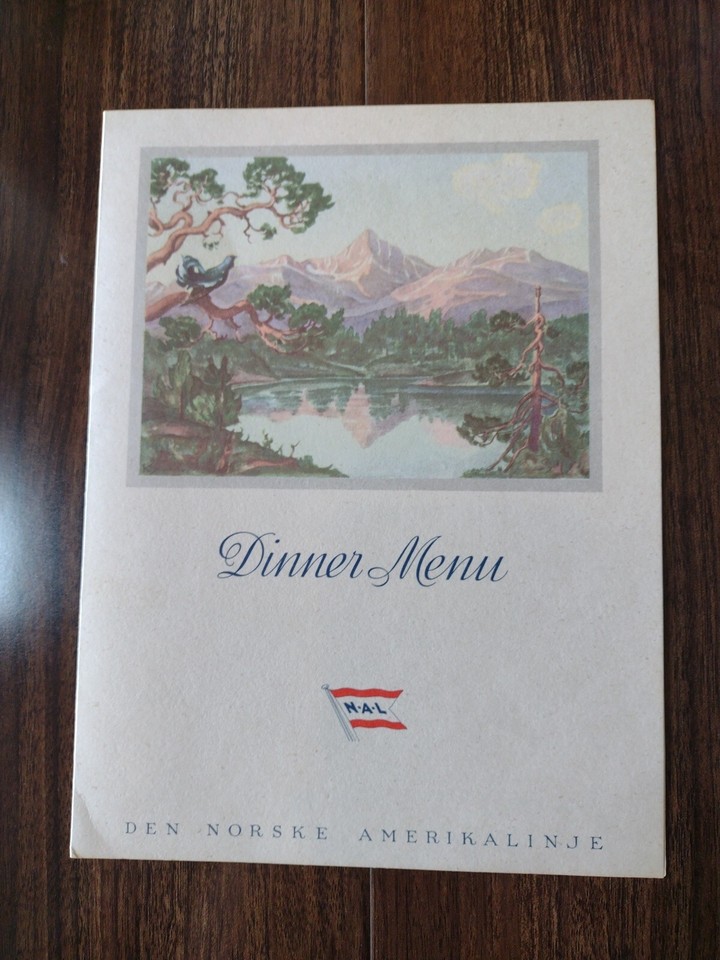 Dinner Menu
N·A·L
DEN NORSKE AMERIKALINJE